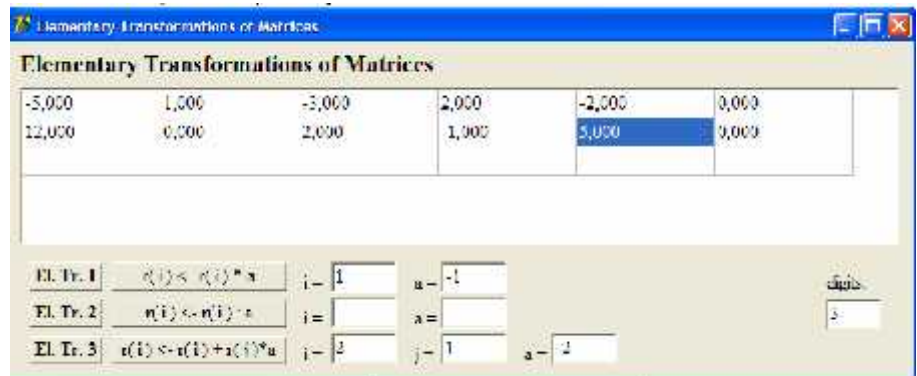 Elementary Transformations of Matrices
Elementary Transformations of Matrices
-5,000 1,000 -3,000 2,000 -2,000 0,000
12,000 0,000 2,000 1,000 5,000 0,000
El. Tr. 1 r(i) <- r(i) * a i = 1 a = -1
El. Tr. 2 r(i) <- r(i) : a i = a =
El. Tr. 3 r(i) <- r(i) + r(j)*a i = 2 j = 1 a =
digits